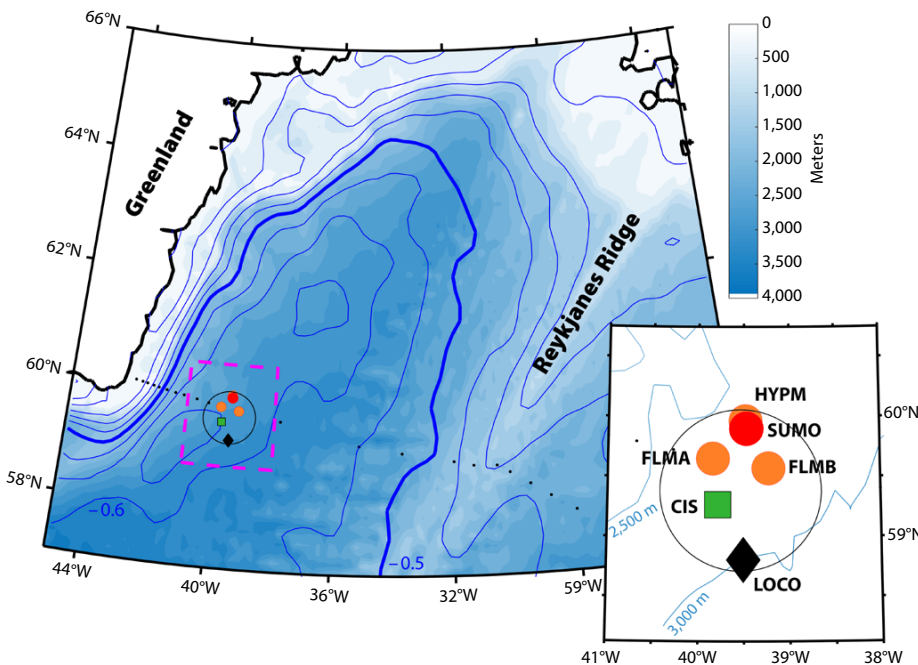 66°N
64°N
62°N
60°N
58°N
Greenland
Reykjanes Ridge
−0.6
−0.5
44°W
40°W
36°W
32°W
59°W
0
500
1,000
1,500
2,000
2,500
3,000
3,500
4,000
Meters
HYPM
SUMO
FLMA
FLMB
CIS
LOCO
2,500 m
3,000 m
60°N
59°N
41°W
40°W
39°W
38°W